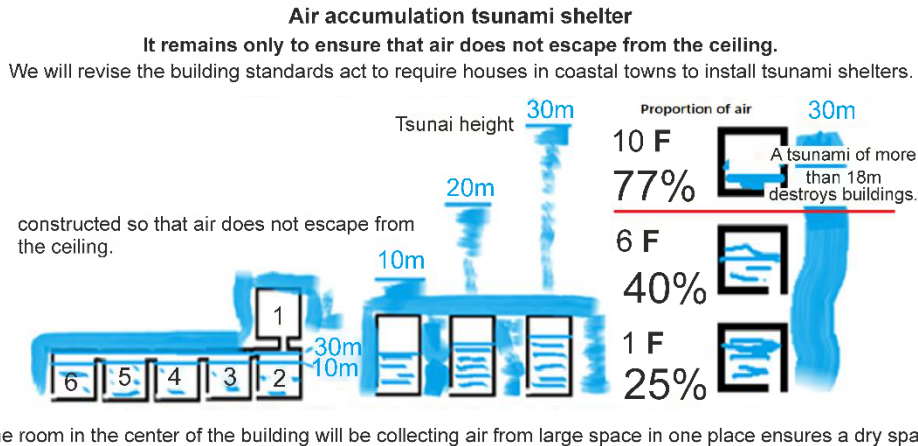 Air accumulation tsunami shelter
It remains only to ensure that air does not escape from the ceiling.
We will revise the building standards act to require houses in coastal towns to install tsunami shelters.
Tsunai height
30m
20m
10m
constructed so that air does not escape from
the ceiling.
1
30m
10m
6
5
4
3
2
Proportion of air
30m
10 F
77%
A tsunami of more
than 18m
destroys buildings.
6 F
40%
1 F
25%
room in the center of the building will be collecting air from large space in one place ensures a dry